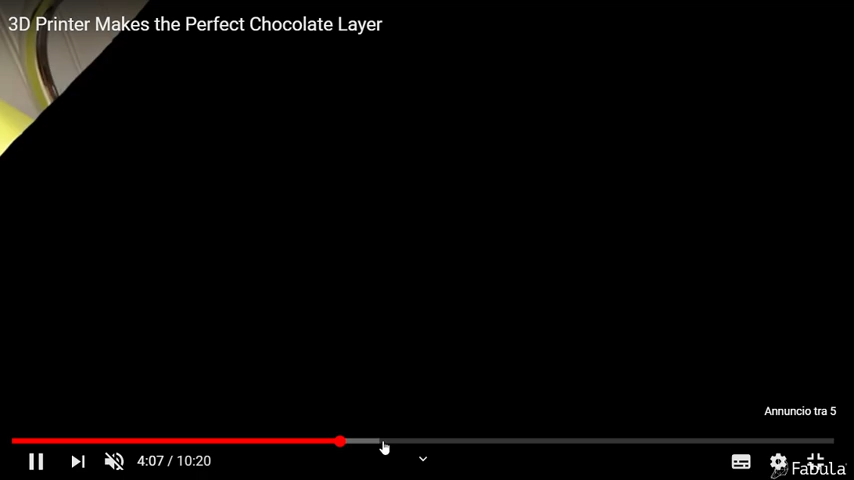 3D Printer Makes the Perfect Chocolate Layer
Annuncio tra 5
4:07 / 10:20
Fabula